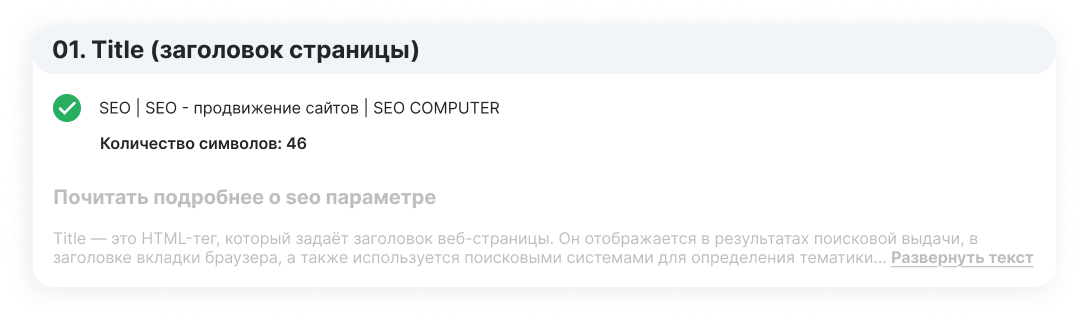 01. Title (заголовок страницы)
SEO | SEO - продвижение сайтов | SEO COMPUTER
Количество символов: 46
Почитать подробнее о seo параметре
Title — это HTML-тег, который задаёт заголовок веб-страницы. Он отображается в результатах поисковой выдачи, в
заголовке вкладки браузера, а также используется поисковыми системами для определения тематики... Развернуть текст